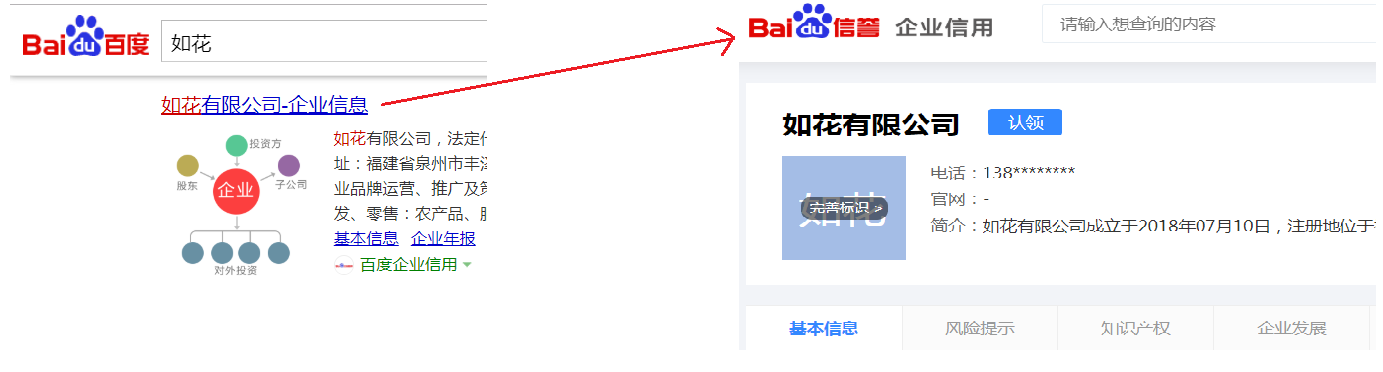 Baidu百度
如花
如花有限公司-企业信息
投资方
股东
企业
子公司
对外投资
如花有限公司，法定
址：福建省泉州市丰泽
业品牌运营、推广及策
发、零售：农产品、
基本信息 企业年报
百度企业信用
Baidu信誉 企业信用
请输入想查询的内容
如花有限公司 认领
如花
完善标识 >
电话：138********
官网：-
简介：如花有限公司成立于2018年07月10日，注册地位于
基本信息 风险提示 知识产权 企业发展